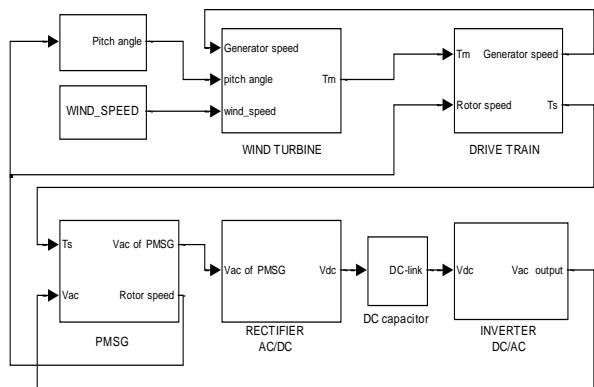 Pitch angle
WIND_SPEED
Generator speed
pitch angle
wind_speed
Tm
WIND TURBINE
Tm
Generator speed
Rotor speed
Ts
DRIVE TRAIN
Ts
Vac of PMSG
Vac
Rotor speed
PMSG
Vac of PMSG
Vdc
RECTIFIER
AC/DC
DC-link
DC capacitor
Vdc
Vac output
INVERTER
DC/AC